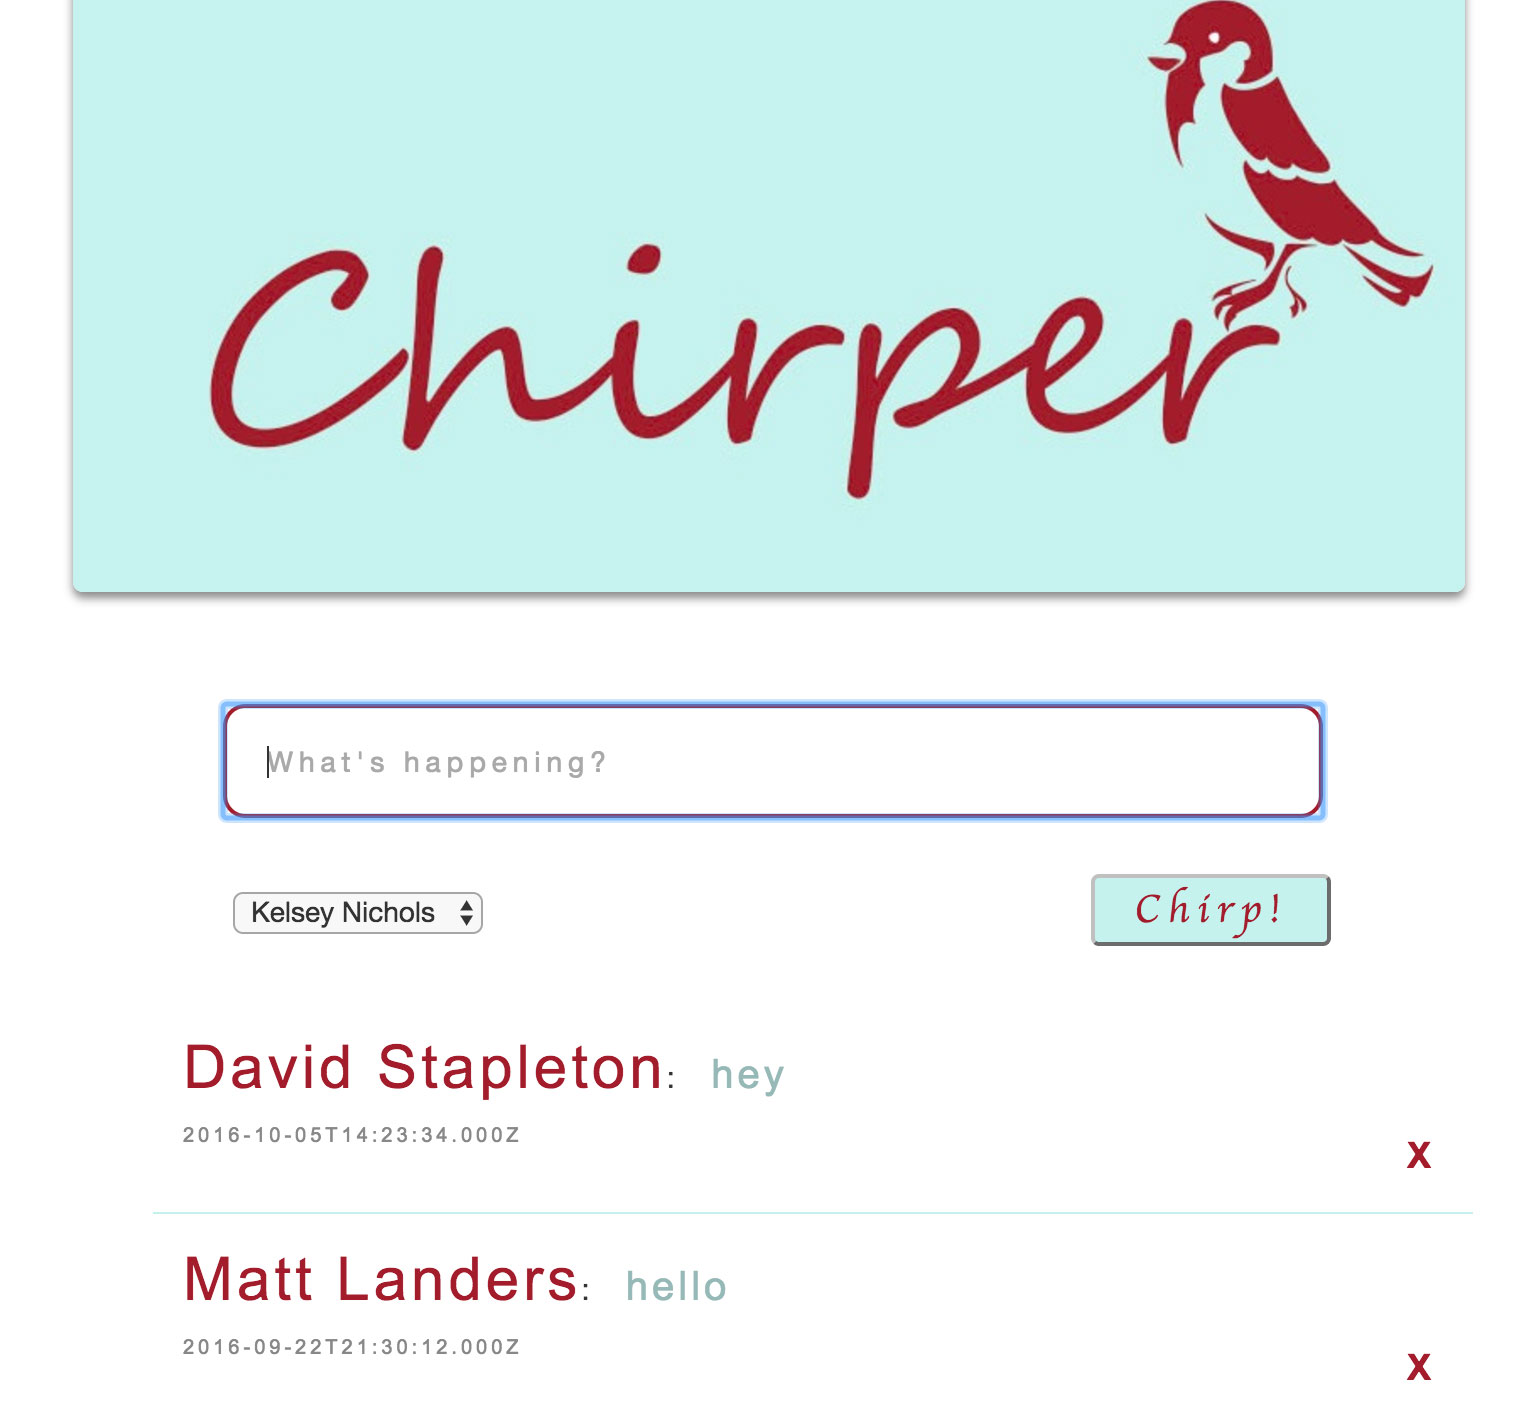 Chirper
What's happening?
Kelsey Nichols
Chirp!
David Stapleton: hey
2016-10-05T14:23:34.000Z
x
Matt Landers: hello
2016-09-22T21:30:12.000Z
x